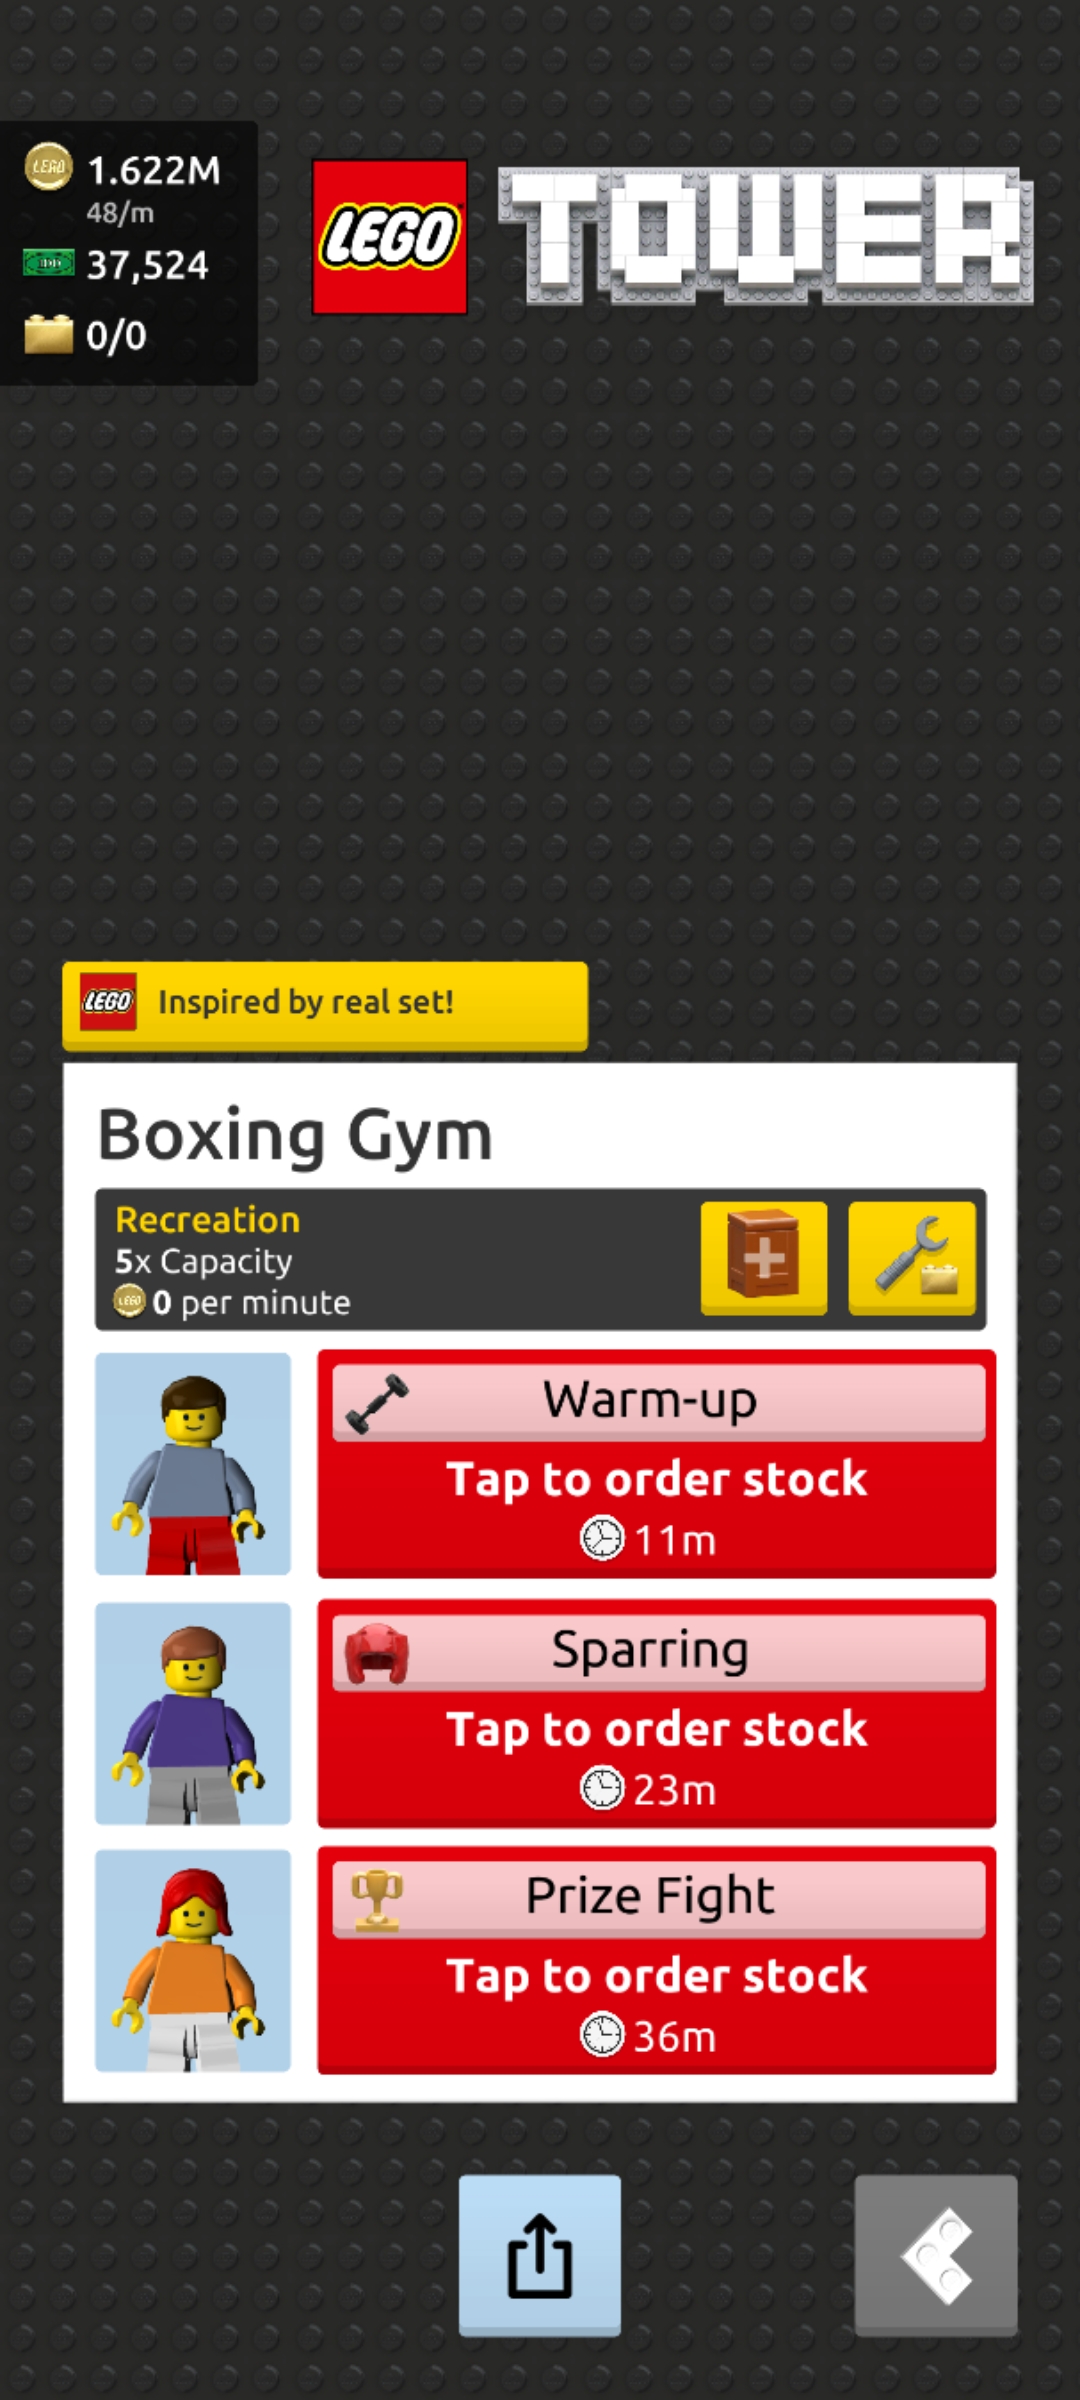 LEGO
1.622M
48/m
37,524
0/0
LEGO
TOWER
LEGO
Inspired by real set!
Boxing Gym
Recreation
5x Capacity
LEGO
0 per minute
Warm-up
Tap to order stock
11m
Sparring
Tap to order stock
23m
Prize Fight
Tap to order stock
36m